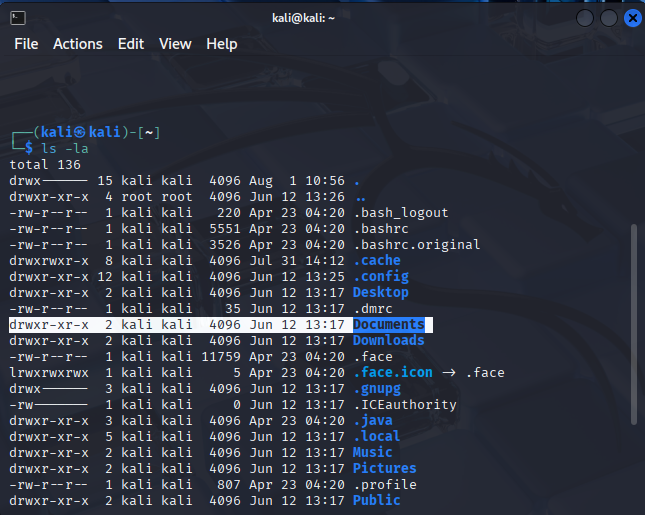 kali@kali: ~
File Actions Edit View Help
┌──(kali㉿kali)-[~]
└─$ ls -la
total 136
drwx------ 15 kali kali  4096 Aug  1 10:56 .
drwxr-xr-x  4 root root  4096 Jun 12 13:26 ..
-rw-r--r--  1 kali kali   220 Apr 23 04:20 .bash_logout
-rw-r--r--  1 kali kali  5551 Apr 23 04:20 .bashrc
-rw-r--r--  1 kali kali  3526 Apr 23 04:20 .bashrc.original
drwxrwxr-x  8 kali kali  4096 Jul 31 14:12 .cache
drwxr-xr-x 12 kali kali  4096 Jun 12 13:25 .config
drwxr-xr-x  2 kali kali  4096 Jun 12 13:17 Desktop
-rw-r--r--  1 kali kali    35 Jun 12 13:17 .dmrc
drwxr-xr-x  2 kali kali  4096 Jun 12 13:17 Documents
drwxr-xr-x  2 kali kali  4096 Jun 12 13:17 Downloads
-rw-r--r--  1 kali kali 11759 Apr 23 04:20 .face
lrwxrwxrwx  1 kali kali     5 Apr 23 04:20 .face.icon -> .face
drwx------  3 kali kali  4096 Jun 12 13:17 .gnupg
-rw-------  1 kali kali     0 Jun 12 13:17 .ICEauthority
drwxr-xr-x  3 kali kali  4096 Apr 23 04:20 .java
drwxr-xr-x  5 kali kali  4096 Jun 12 13:17 .local
drwxr-xr-x  2 kali kali  4096 Jun 12 13:17 Music
drwxr-xr-x  2 kali kali  4096 Jun 12 13:17 Pictures
-rw-r--r--  1 kali kali   807 Apr 23 04:20 .profile
drwxr-xr-x  2 kali kali  4096 Jun 12 13:17 Public